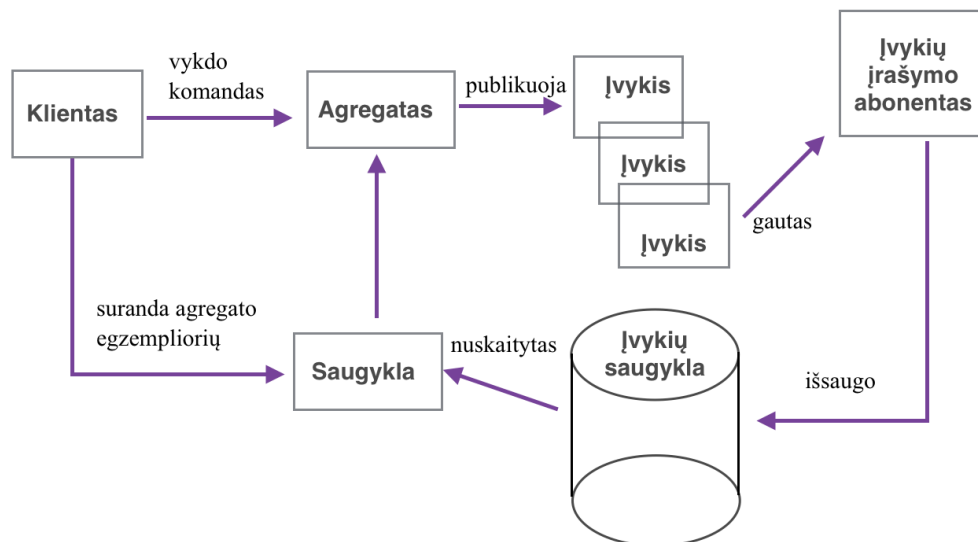 Klientas
vykdo
komandas
Agregatas
publikuoja
Įvykis
Įvykis
Įvykis
gautas
Įvykių
įrašymo
abonentas
suranda agregato
egzempliorių
Saugykla
nuskaitytas
Įvykių
saugykla
išsaugo